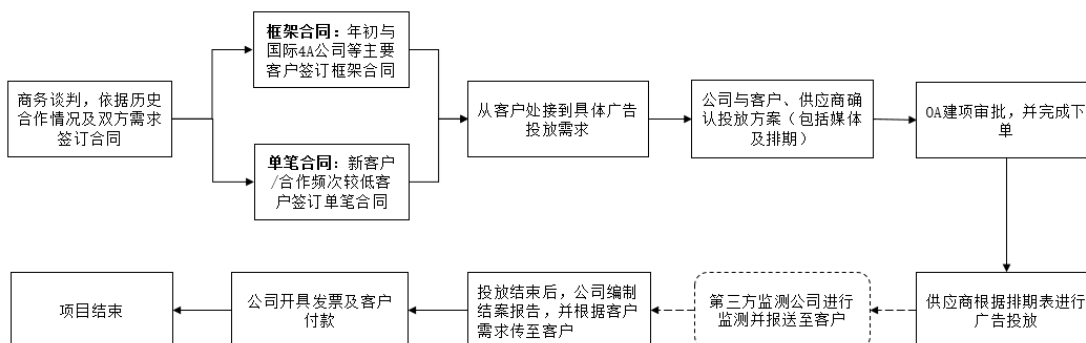 商务谈判，依据历史
合作情况及双方需求
签订合同
框架合同：年初与
国际4A公司等主要
客户签订框架合同
单笔合同：新客户
/合作频次较低客
户签订单笔合同
从客户处接到具体广告
投放需求
公司与客户、供应商确
认投放方案（包括媒体
及排期）
OA建项审批，并完成下
单
供应商根据排期表进行
广告投放
第三方监测公司进行
监测并报送至客户
投放结束后，公司编制
结案报告，并根据客户
需求传至客户
公司开具发票及客户
付款
项目结束